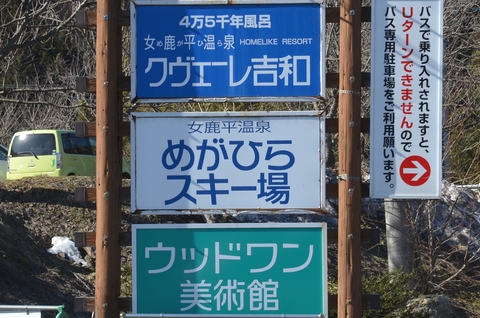 4万5千年風呂
女め鹿が平ひ温ら泉 HOMELIKE RESORT
クヴェーレ吉和
女鹿平温泉
めがひら
スキー場
ウッドワン
美術館
バスで乗り入れされますと、
Uターンできませんので
バス専用駐車場をご利用願います。